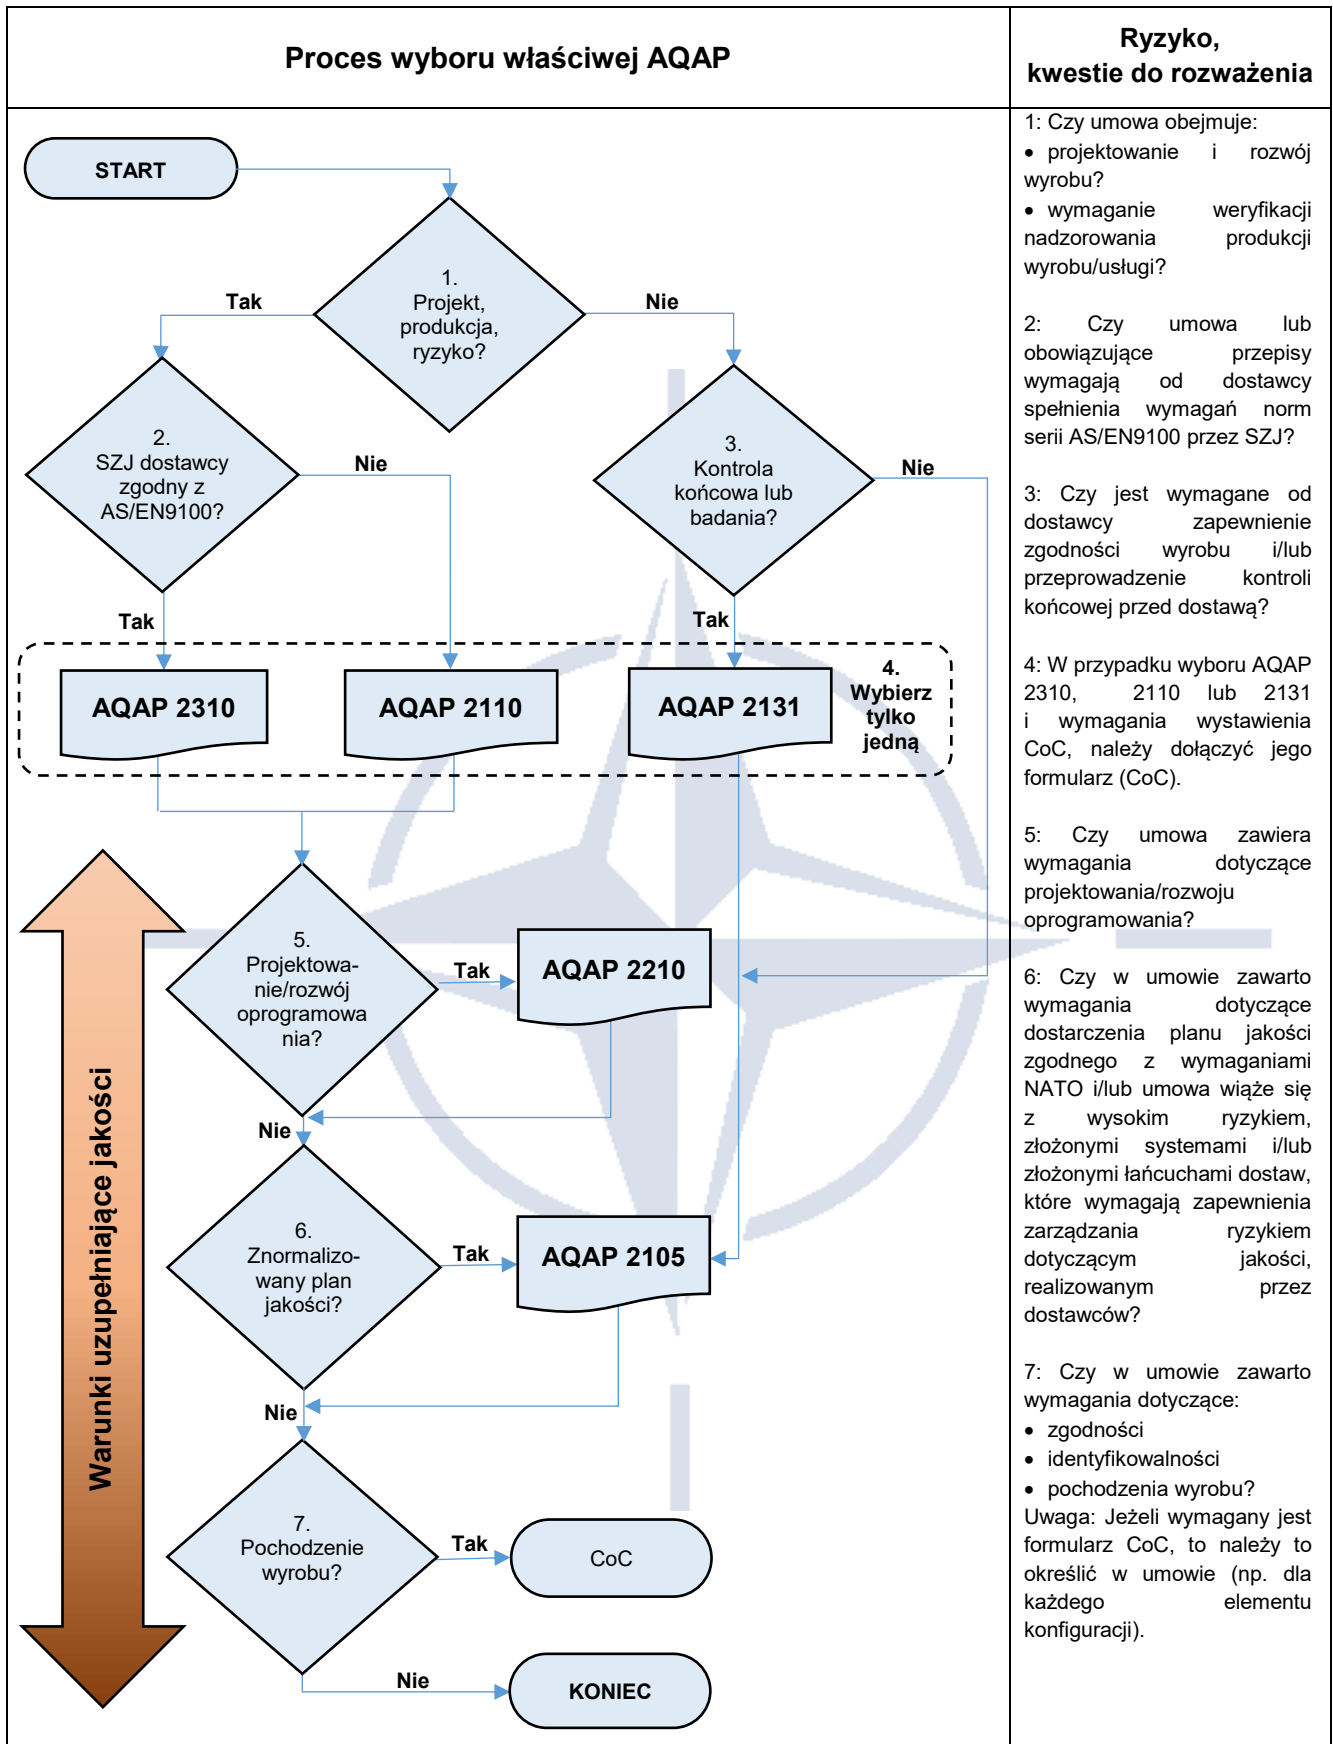 Proces wyboru właściwej AQAP
Ryzyko,
kwestie do rozważenia
START
1.
Projekt,
produkcja,
ryzyko?
Tak
Nie
2.
SZJ dostawcy
zgodny z
AS/EN9100?
Nie
3.
Kontrola
końcowa lub
badania?
Nie
Tak
Tak
AQAP 2310
AQAP 2110
AQAP 2131
4.
Wybierz
tylko
jedną
5.
Projektowa-
nie/rozwój
oprogramowa
nia?
Tak
AQAP 2210
Nie
6.
Znormalizo-
wany plan
jakości?
Tak
AQAP 2105
Nie
7.
Pochodzenie
wyrobu?
Tak
CoC
Nie
KONIEC
Warunki uzupełniające jakości
1: Czy umowa obejmuje:
• projektowanie i rozwój
wyrobu?
• wymaganie weryfikacji
nadzorowania produkcji
wyrobu/usługi?
2: Czy umowa lub
obowiązujące przepisy
wymagają od dostawcy
spełnienia wymagań norm
serii AS/EN9100 przez SZJ?
3: Czy jest wymagane od
dostawcy zapewnienie
zgodności wyrobu i/lub
przeprowadzenie kontroli
końcowej przed dostawą?
4: W przypadku wyboru AQAP
2310, 2110 lub 2131
i wymagania wystawienia
CoC, należy dołączyć jego
formularz (CoC).
5: Czy umowa zawiera
wymagania dotyczące
projektowania/rozwoju
oprogramowania?
6: Czy w umowie zawarto
wymagania dotyczące
dostarczenia planu jakości
zgodnego z wymaganiami
NATO i/lub umowa wiąże się
z wysokim ryzykiem,
złożonymi systemami i/lub
złożonymi łańcuchami dostaw,
które wymagają zapewnienia
zarządzania ryzykiem
dotyczącym jakości,
realizowanym przez
dostawców?
7: Czy w umowie zawarto
wymagania dotyczące:
• zgodności
• identyfikowalności
• pochodzenia wyrobu?
Uwaga: Jeżeli wymagany jest
formularz CoC, to należy to
określić w umowie (np. dla
każdego elementu
konfiguracji).